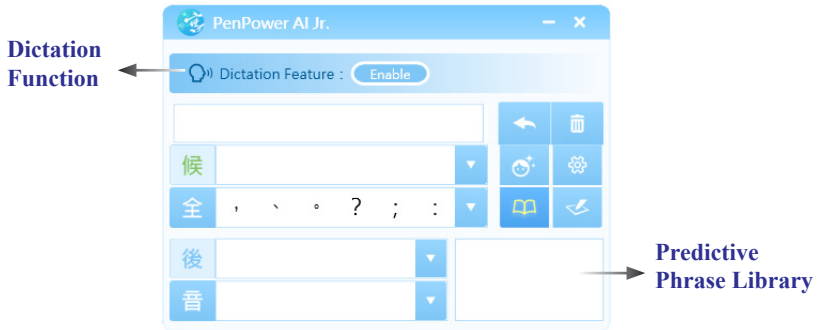 PenPower AI Jr.
Dictation
Function
Dictation Feature : Enable
候
全 ， 、 。 ? ; :
後
音
Predictive
Phrase Library